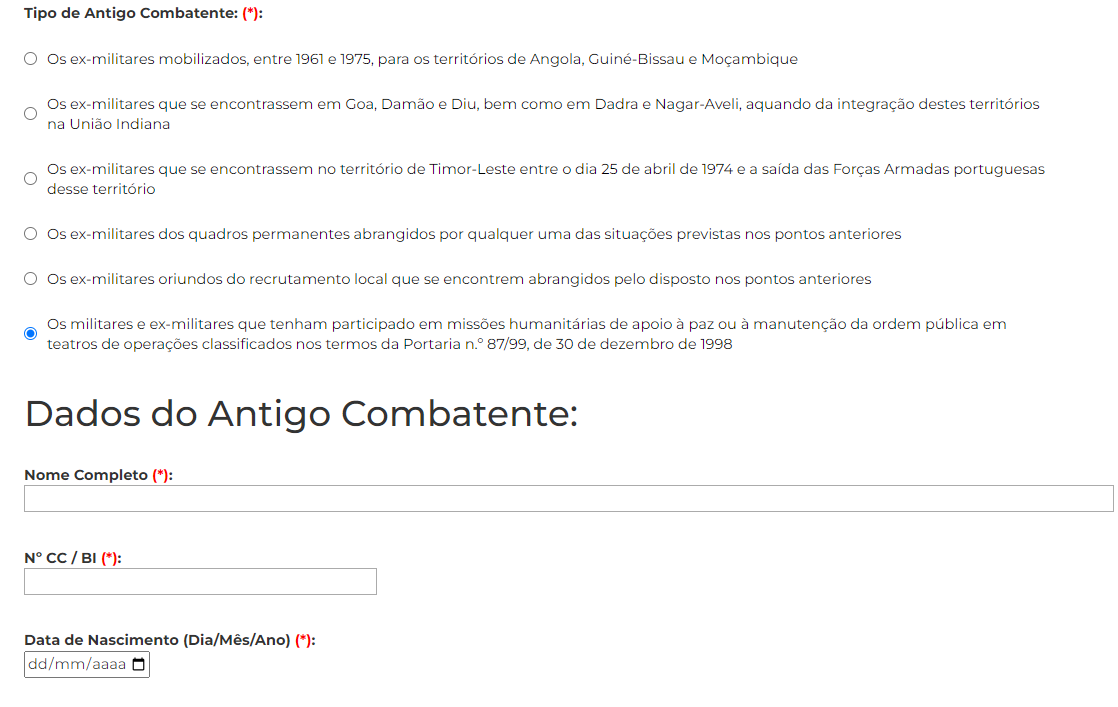 Tipo de Antigo Combatente: (*):
Os ex-militares mobilizados, entre 1961 e 1975, para os territórios de Angola, Guiné-Bissau e Moçambique
Os ex-militares que se encontrassem em Goa, Damão e Diu, bem como em Dadra e Nagar-Aveli, aquando da integração destes territórios
na União Indiana
Os ex-militares que se encontrassem no território de Timor-Leste entre o dia 25 de abril de 1974 e a saída das Forças Armadas portuguesas
desse território
Os ex-militares dos quadros permanentes abrangidos por qualquer uma das situações previstas nos pontos anteriores
Os ex-militares oriundos do recrutamento local que se encontrem abrangidos pelo disposto nos pontos anteriores
Os militares e ex-militares que tenham participado em missões humanitárias de apoio à paz ou à manutenção da ordem pública em
teatros de operações classificados nos termos da Portaria n.º 87/99, de 30 de dezembro de 1998
Dados do Antigo Combatente:
Nome Completo (*):
Nº CC / BI (*):
Data de Nascimento (Dia/Mês/Ano) (*):
dd/mm/aaaa